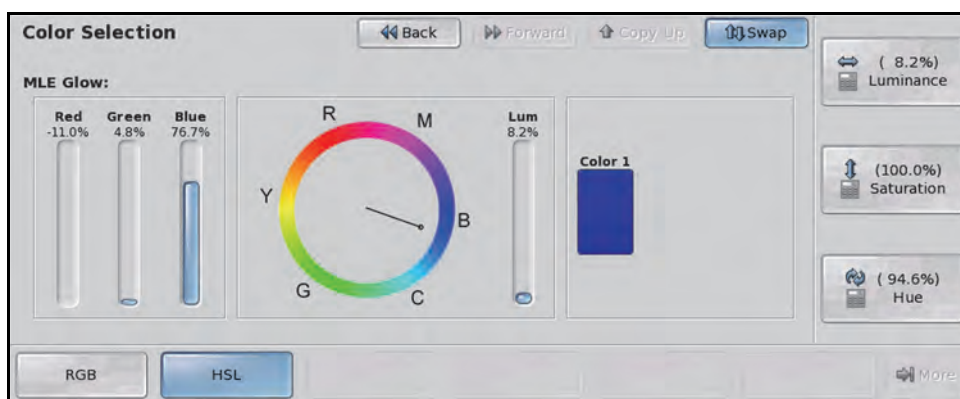 Color Selection
Back
Forward
Copy Up
Swap
MLE Glow:
Red
-11.0%
Green
4.8%
Blue
76.7%
R
M
Y
B
G
C
Lum
8.2%
Color 1
( 8.2%)
Luminance
(100.0%)
Saturation
( 94.6%)
Hue
RGB
HSL
More